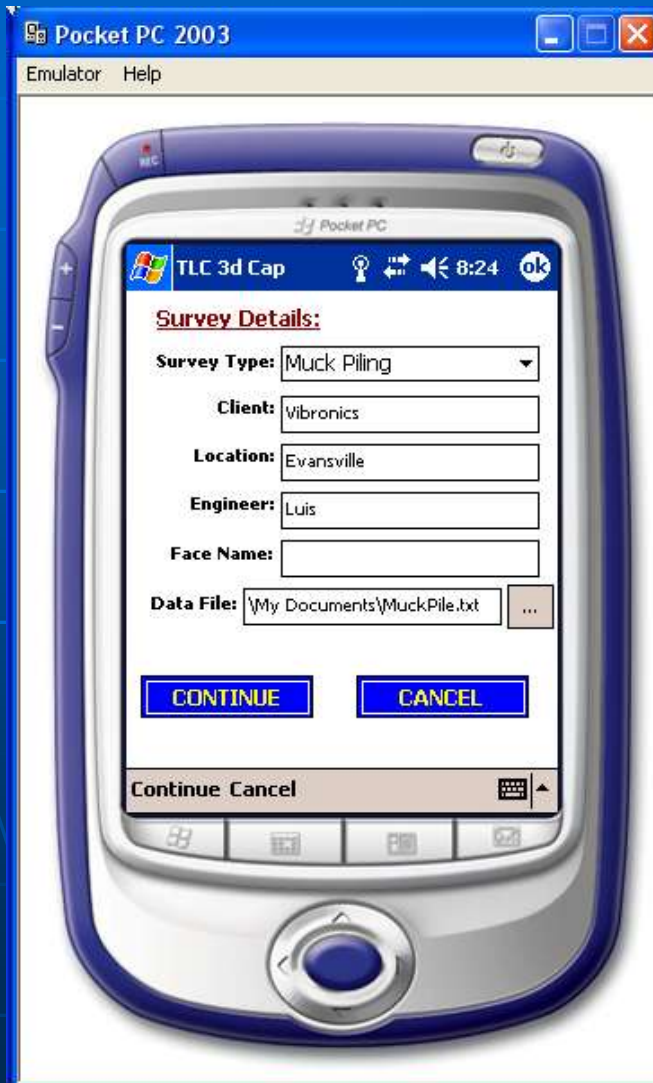 Pocket PC 2003
Emulator Help
REC
Pocket PC
TLC 3d Cap 8:24 ok
Survey Details:
Survey Type: Muck Piling
Client: Vibronics
Location: Evansville
Engineer: Luis
Face Name:
Data File: \My Documents\MuckPile.txt ...
CONTINUE CANCEL
Continue Cancel